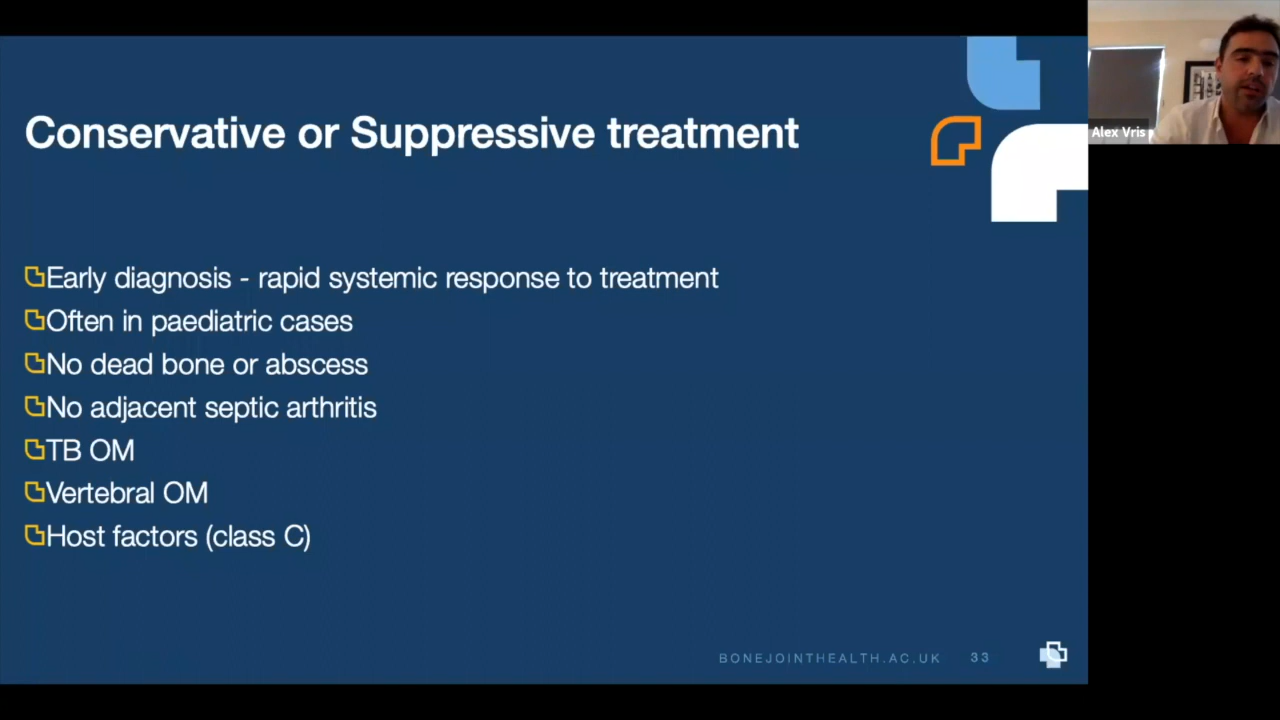 Conservative or Suppressive treatment
Alex Vris
Early diagnosis - rapid systemic response to treatment
Often in paediatric cases
No dead bone or abscess
No adjacent septic arthritis
TB OM
Vertebral OM
Host factors (class C)
BONEJOINTHEALTH.AC.UK 33